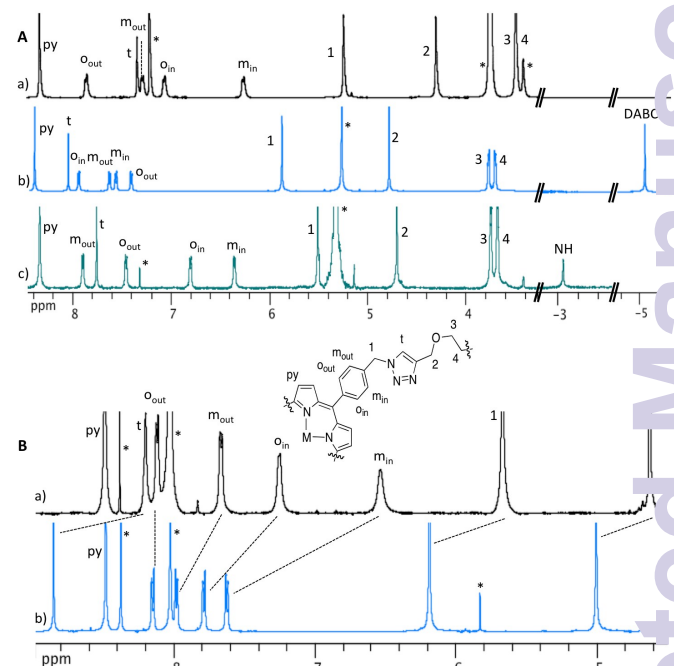 A
a)
py
o_out
m_out
t
*
o_in
m_in
1
2
*
3
4
*
b)
py
t
o_in
m_out
m_in
o_out
1
*
2
3
4
DABC
c)
py
m_out
t
o_out
*
o_in
m_in
1
*
2
3
4
NH
8
7
6
5
4
−3
−5
ppm
py
o_out
m_out
m_in
o_in
1
N
N
N
t
2
O
3
4
N
M
N
B
a)
py
*
t
o_out
*
m_out
o_in
m_in
1
b)
py
*
*
*
8
7
6
5
ppm